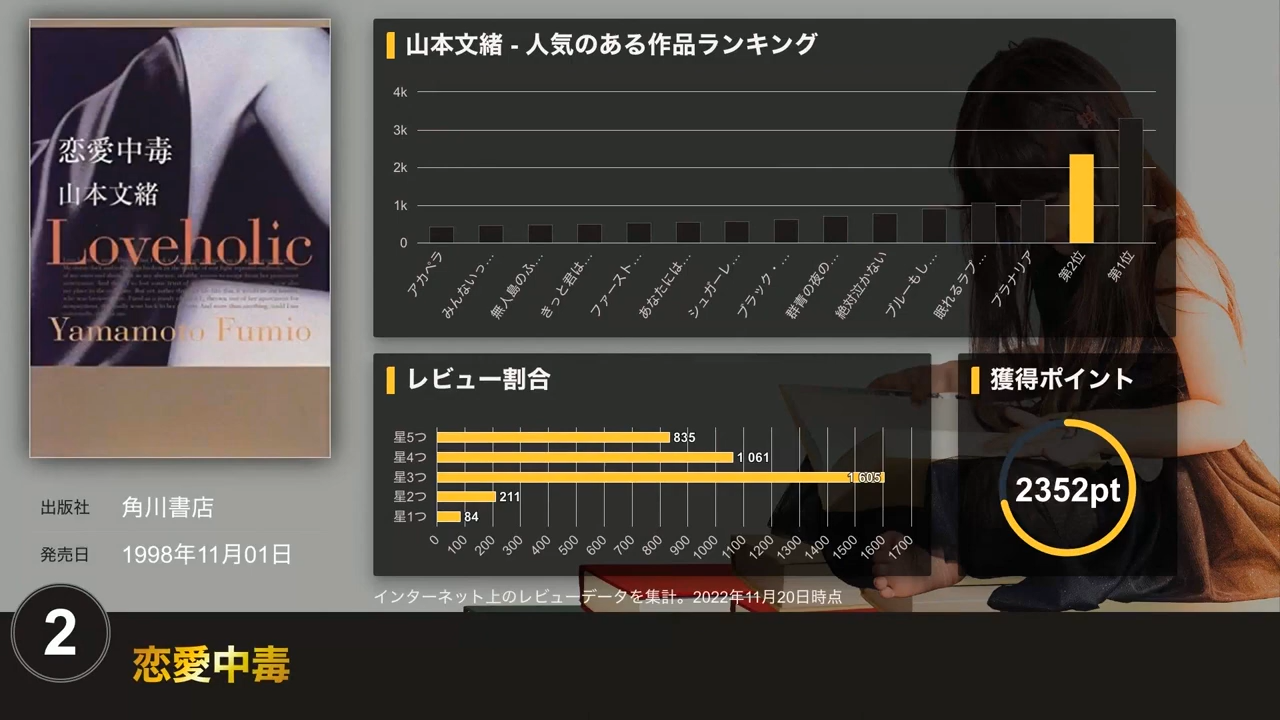 恋愛中毒
山本文緒
Loveholic
Yamamoto Fumio
出版社 角川書店
発売日 1998年11月01日
山本文緒 - 人気のある作品ランキング
4k
3k
2k
1k
0
アカペラ
みんないっ…
無人島のふ…
きっと君は…
ファースト…
あなたには…
シュガーレ…
ブラック・…
群青の夜の…
絶対泣かない
ブルーもし…
眠れるラプ…
プラナリア
第2位
第1位
レビュー割合
星5つ 835
星4つ 1 061
星3つ 1 605
星2つ 211
星1つ 84
0 100 200 300 400 500 600 700 800 900 1000 1100 1200 1300 1400 1500 1600 1700
獲得ポイント
2352pt
インターネット上のレビューデータを集計。2022年11月20日時点
2
恋愛中毒